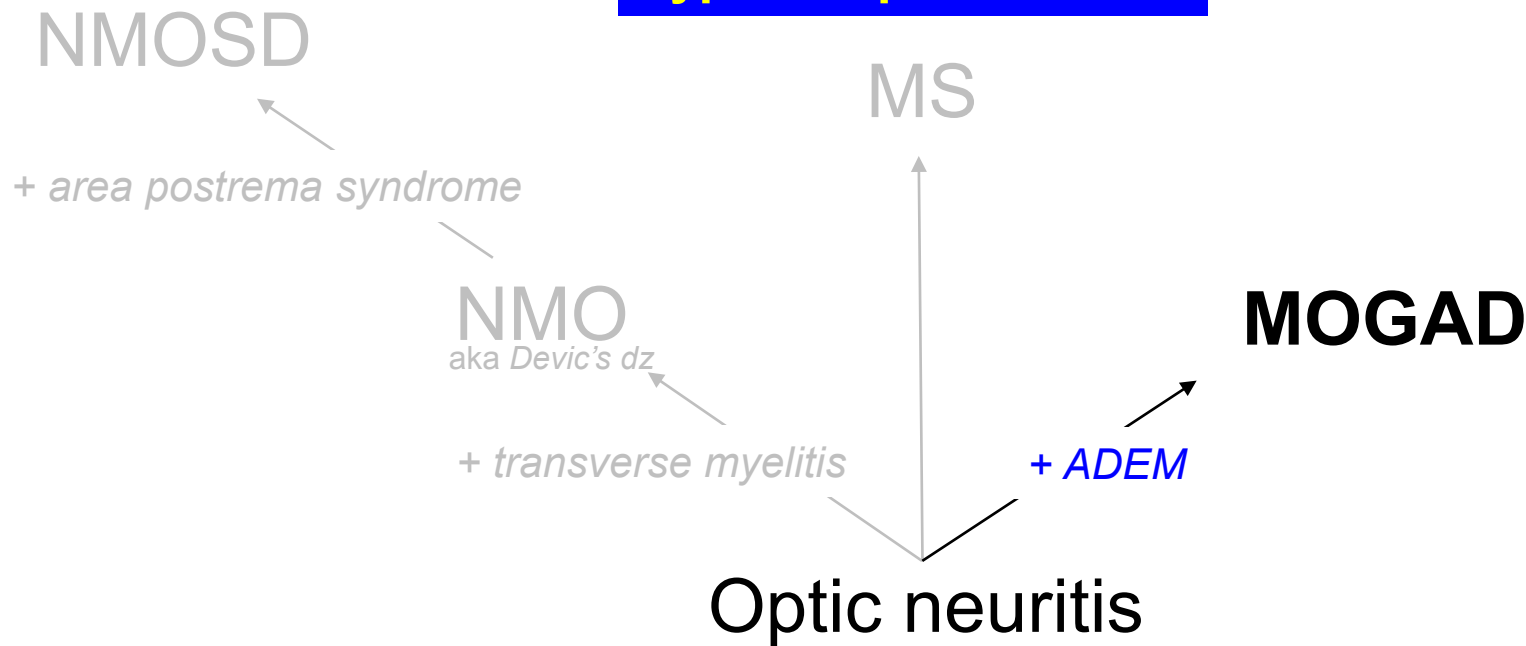 NMOSD
MS
+ area postrema syndrome
NMO
aka Devic's dz
MOGAD
+ transverse myelitis
+ ADEM
Optic neuritis